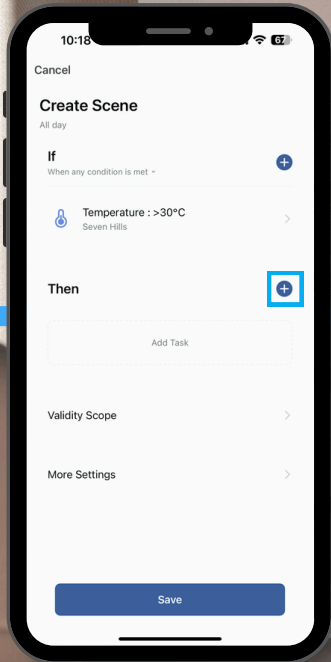 10:18
67
Cancel
Create Scene
All day
If
When any condition is met
Temperature : >30°C
Seven Hills
Then
Add Task
Validity Scope
More Settings
Save